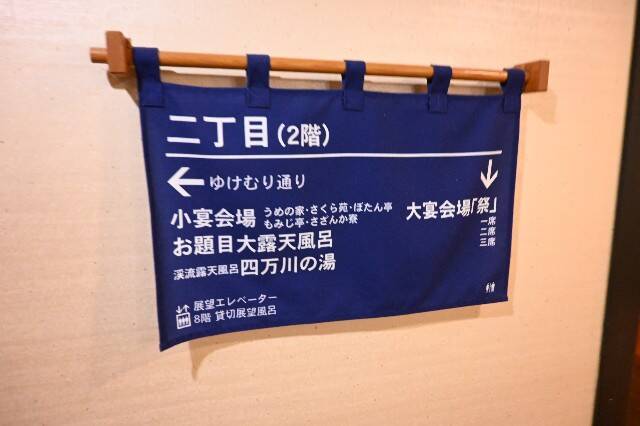 二丁目(2階)
← ゆけむり通り
↓
小宴会場 うめの家・さくら苑・ぼたん亭
もみじ亭・さざんか寮
大宴会場「祭」
一席
二席
三席
お題目大露天風呂
渓流露天風呂 四万川の湯
展望エレベーター
8階 貸切展望風呂